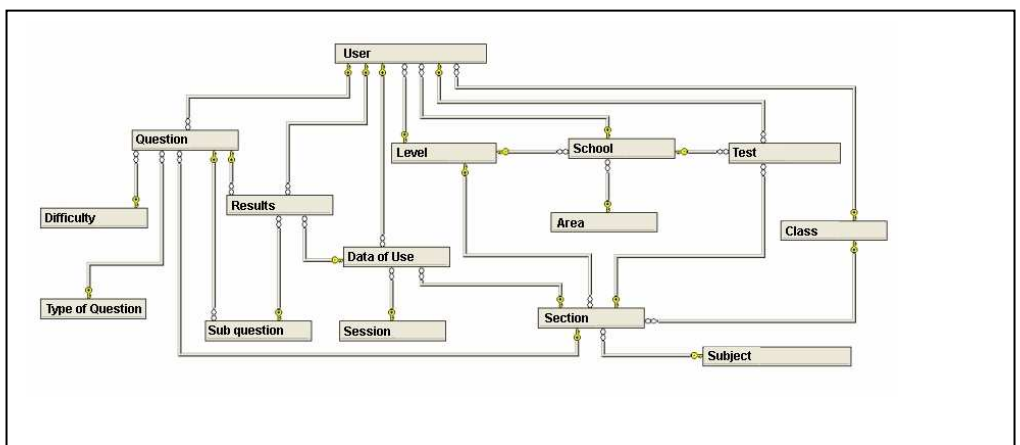 User
Question
Level
School
Test
Difficulty
Results
Area
Class
Data of Use
Type of Question
Sub question
Session
Section
Subject